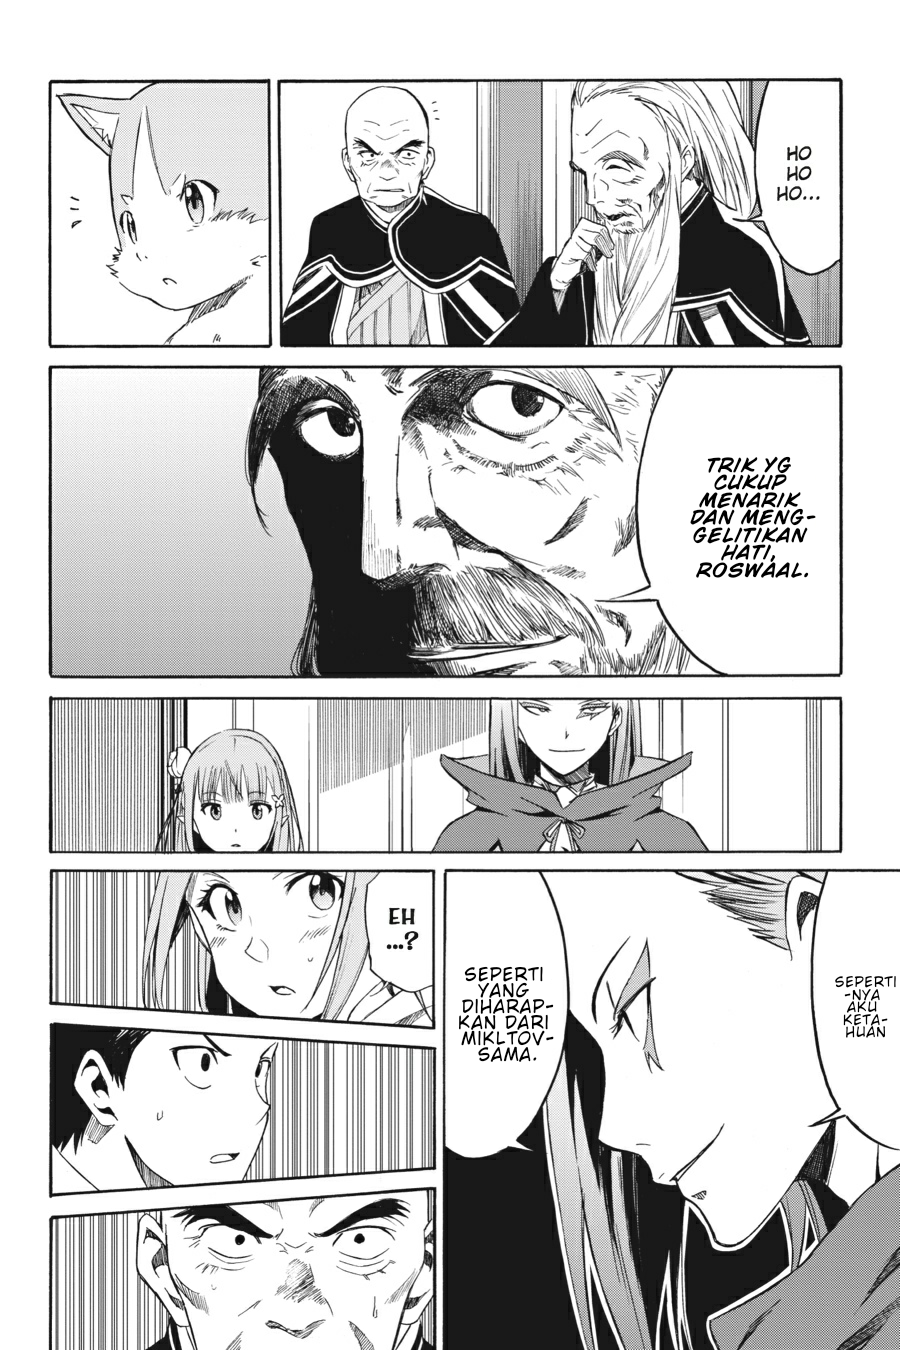 HO
HO
HO...
TRIK YG
CUKUP
MENARIK
DAN MENG-
GELITIKAN
HATI,
ROSWAAL.
EH
...?
SEPERTI
-NYA
AKU
KETA-
HUAN
SEPERTI
YANG
DIHARAP-
KAN DARI
MIKLTOV-
SAMA.